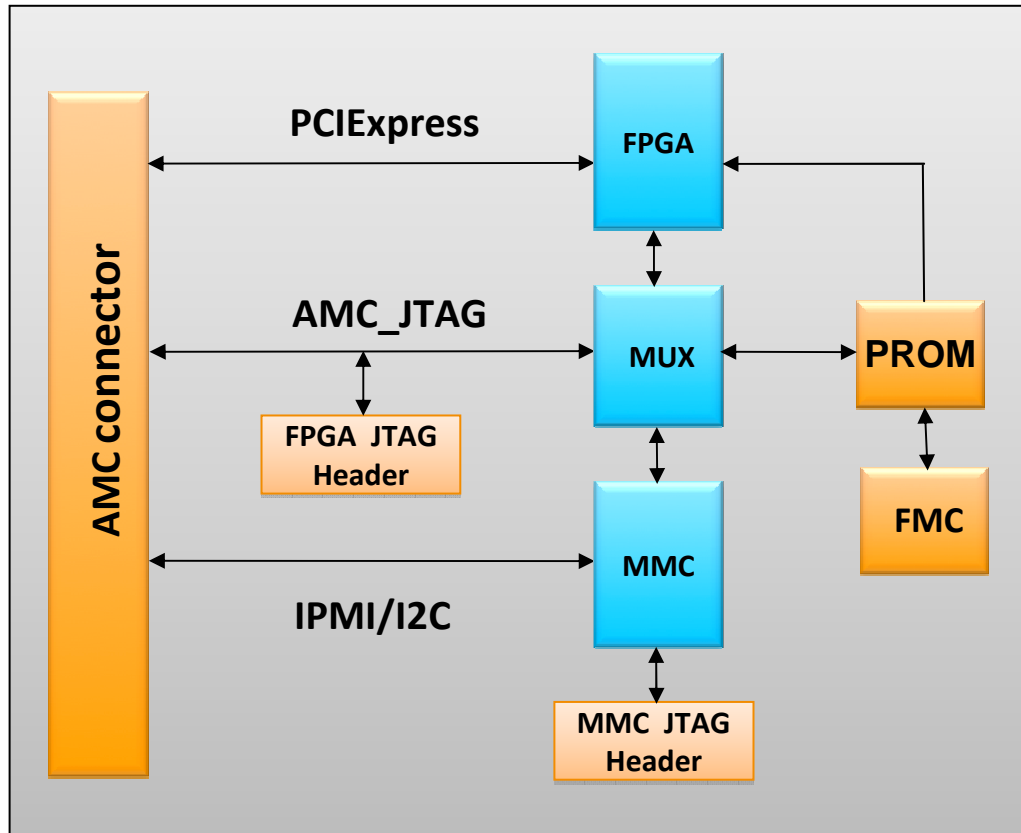 PCIExpress
FPGA
AMC connector
AMC_JTAG
MUX
PROM
FPGA JTAG
Header
FMC
MMC
IPMI/I2C
MMC JTAG
Header